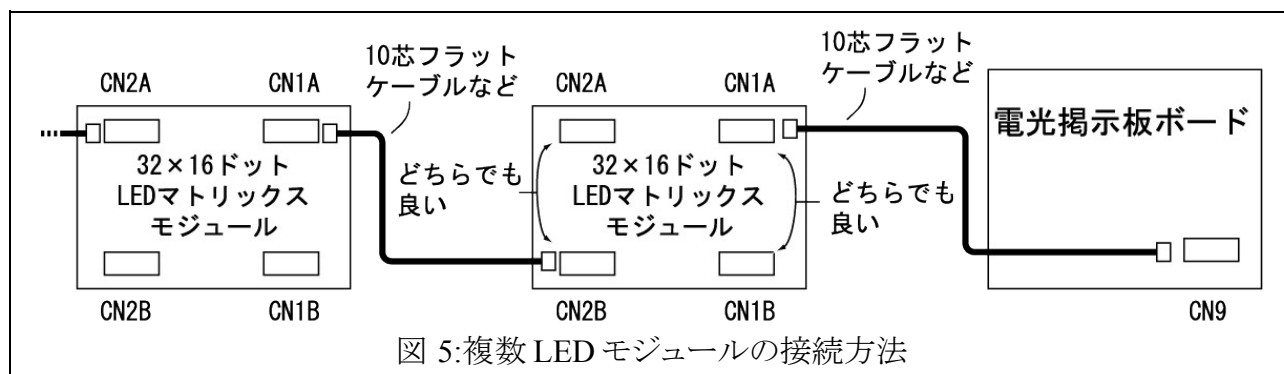 CN2A
CN1A
10芯フラット
ケーブルなど
32×16ドット
LEDマトリックス
モジュール
CN2B
CN1B
どちらでも
良い
CN2A
CN1A
32×16ドット
LEDマトリックス
モジュール
CN2B
CN1B
どちらでも
良い
10芯フラット
ケーブルなど
電光掲示板ボード
CN9
図 5:複数 LED モジュールの接続方法